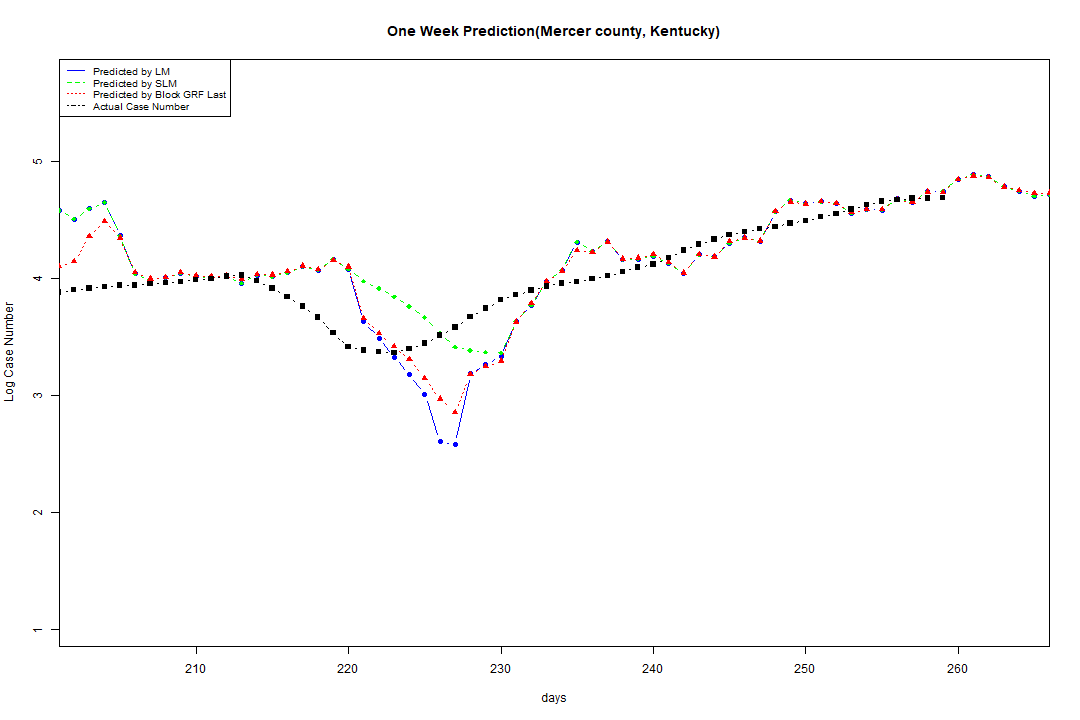 One Week Prediction(Mercer county, Kentucky)
Predicted by LM
Predicted by SLM
Predicted by Block GRF Last
Actual Case Number
5
4
3
2
1
Log Case Number
210 220 230 240 250 260
days